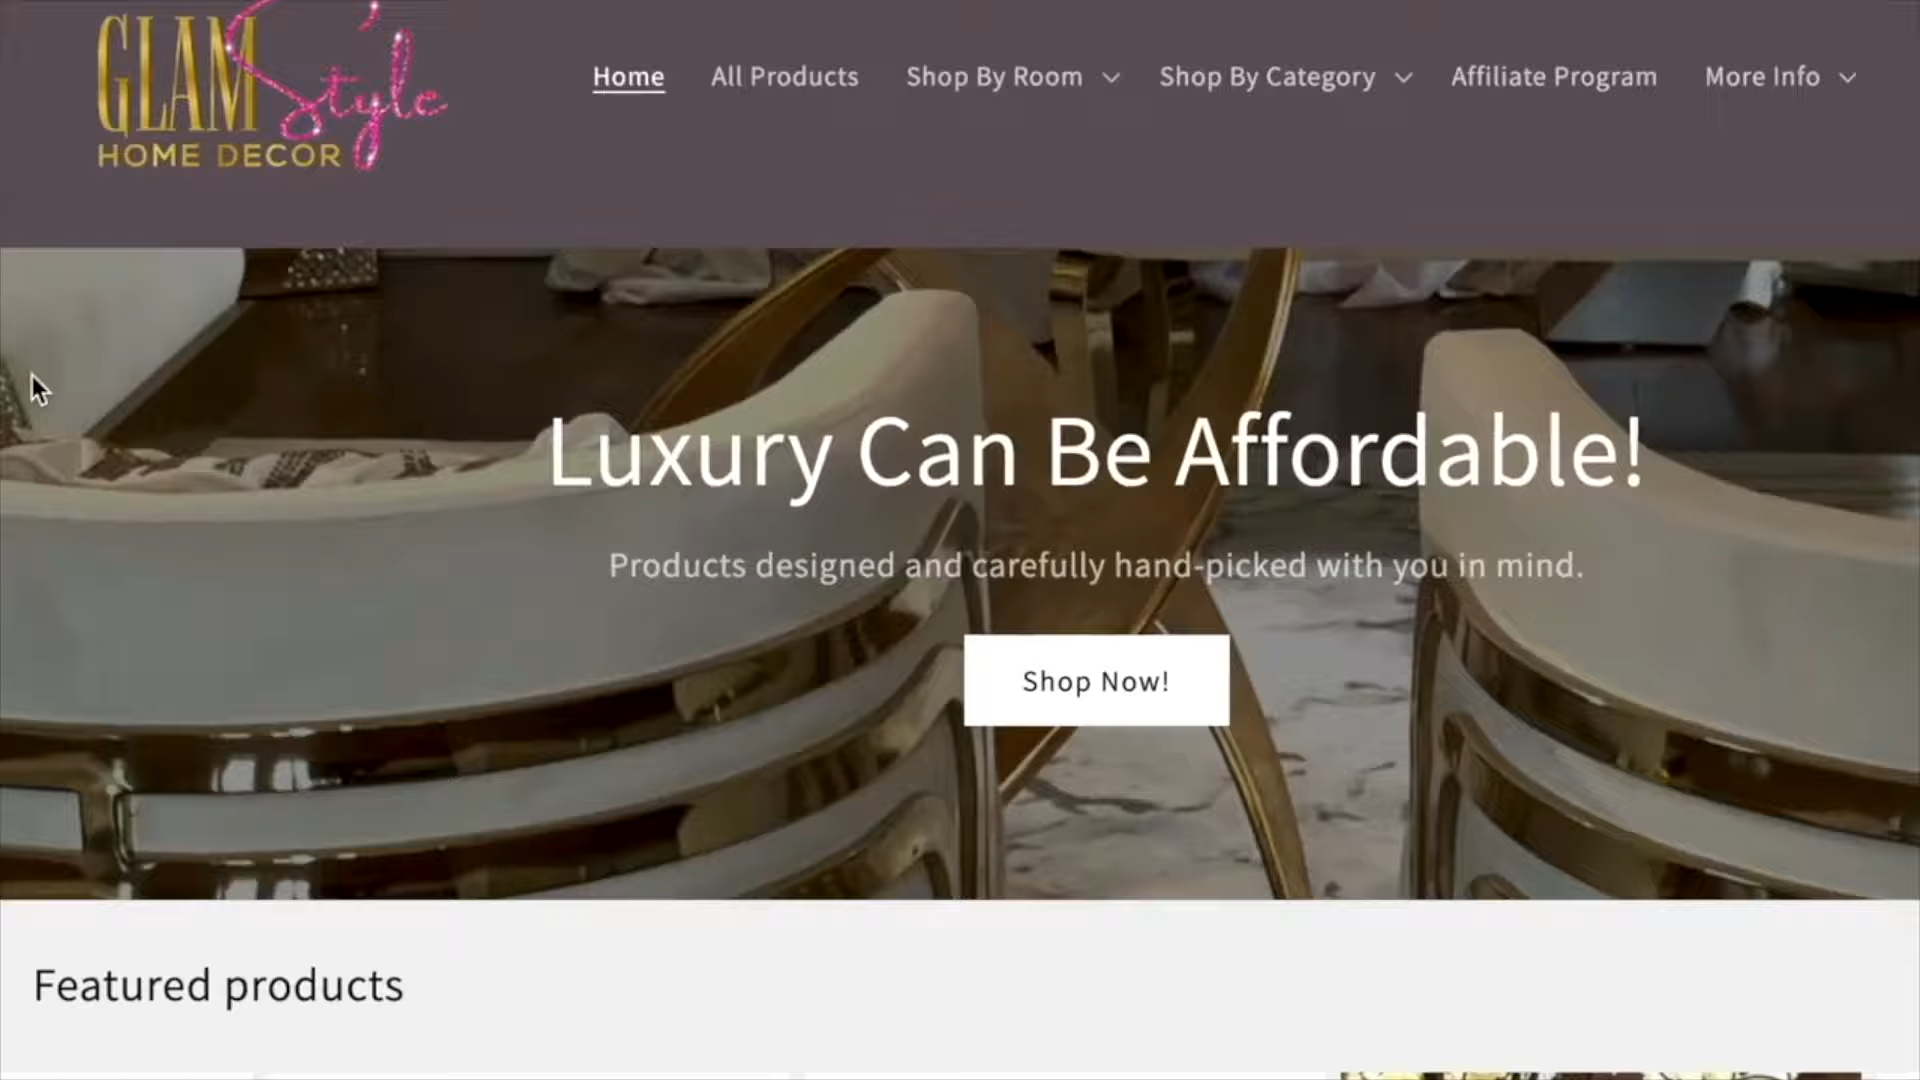 GLAM Style
HOME DECOR
Home All Products Shop By Room Shop By Category Affiliate Program More Info
Luxury Can Be Affordable!
Products designed and carefully hand-picked with you in mind.
Shop Now!
Featured products